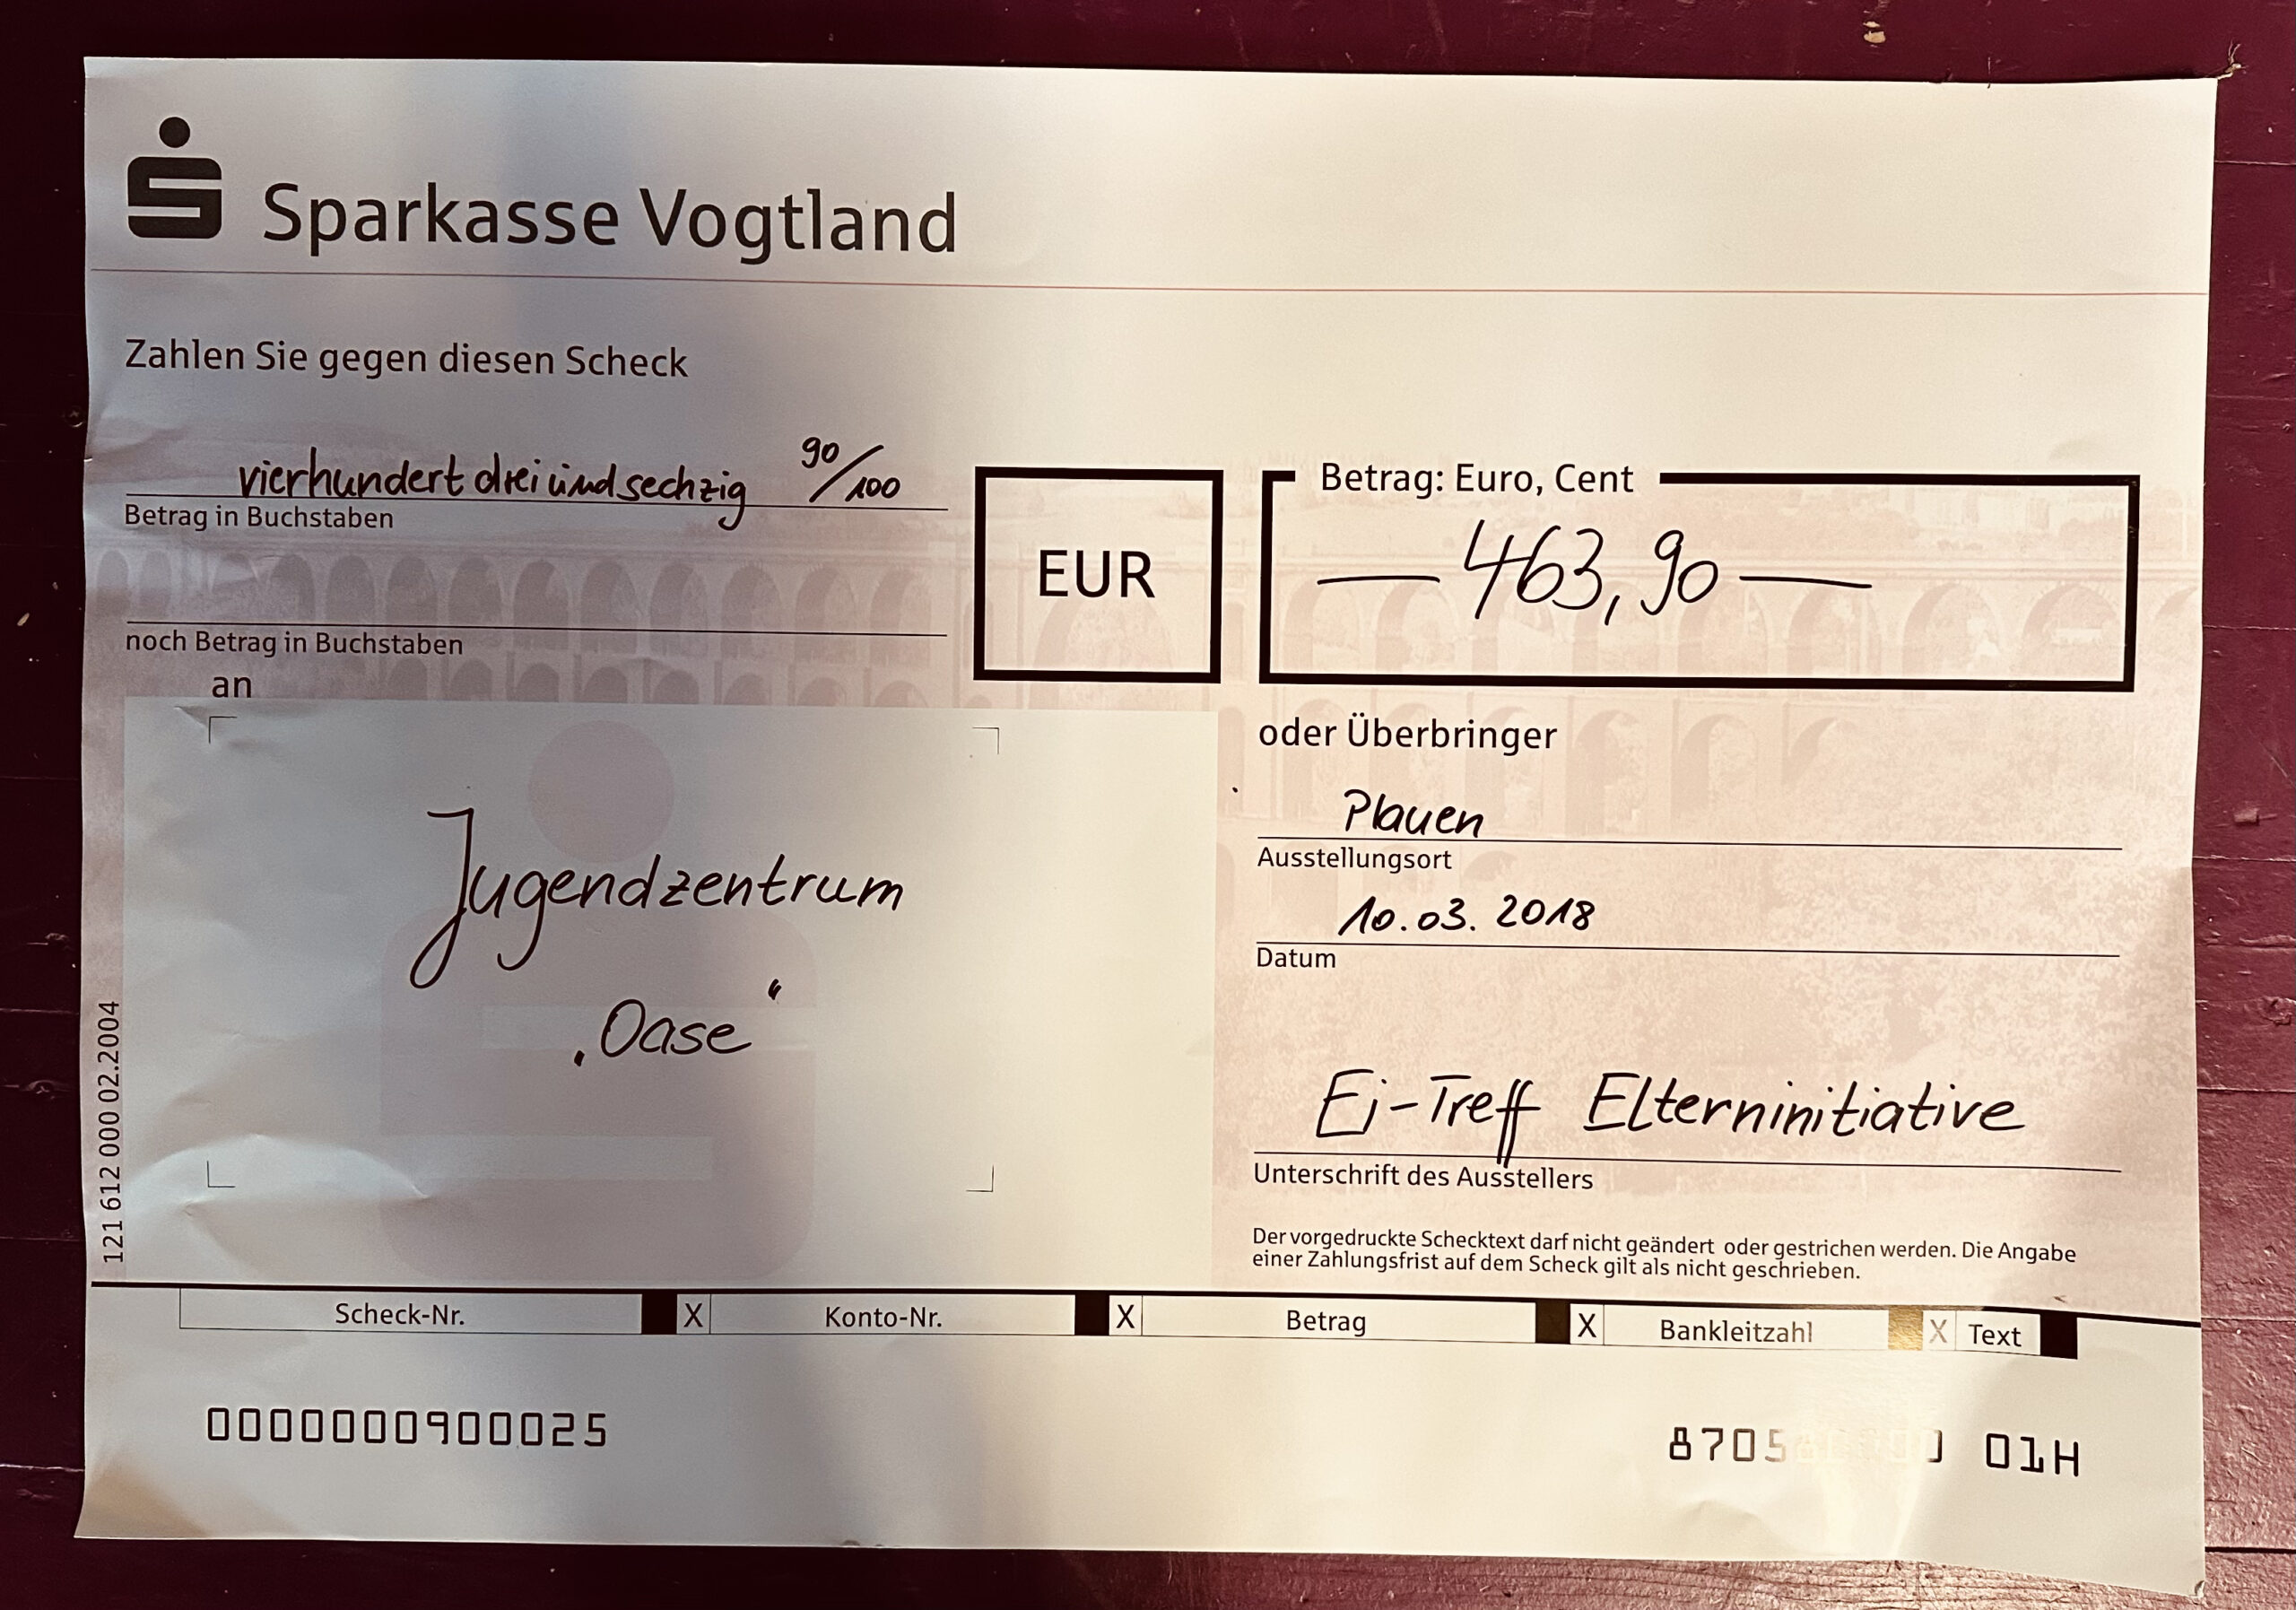 Sparkasse Vogtland
Zahlen Sie gegen diesen Scheck
vierhundert dreiundsechzig 90/100
Betrag in Buchstaben
noch Betrag in Buchstaben
EUR
Betrag: Euro, Cent
— 463,90 —
an
Jugendzentrum
„Oase“
oder Überbringer
Plauen
Ausstellungsort
10.03.2018
Datum
Ej-Treff Elterninitiative
Unterschrift des Ausstellers
Der vorgedruckte Schecktext darf nicht geändert oder gestrichen werden. Die Angabe
einer Zahlungsfrist auf dem Scheck gilt als nicht geschrieben.
121 612 000 02.2004
Scheck-Nr. X Konto-Nr. X Betrag X Bankleitzahl X Text
0000000900025
01H